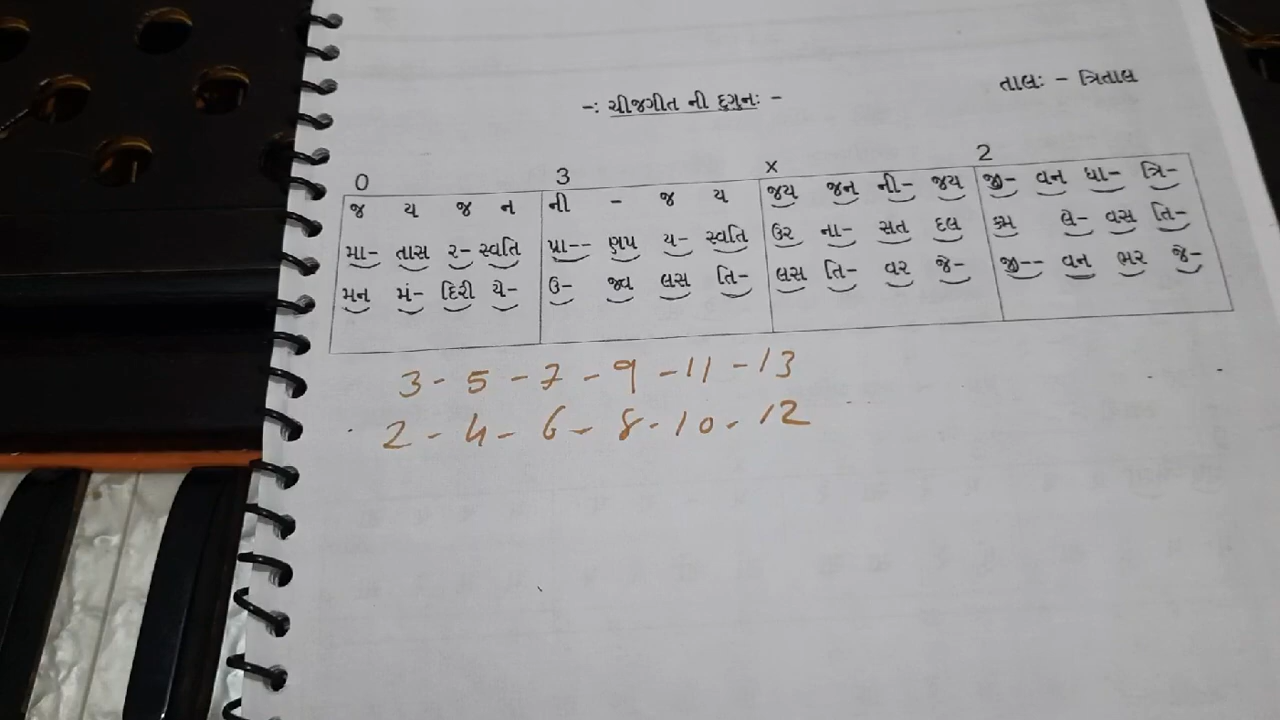 તાલઃ - ત્રિતાલ
-: ચીજગીત ની દુગુનઃ -
0 3 x 2
જ ય જ ન ની - જ ય જય જન ની- જય જી- વન ધા- ત્રિ-
મા- તાસ ર- સ્વતિ પ્રા-- ણપ્ર ય- સ્વતિ ઉર ના- સત દલ ક્રમ લે- વસ તિ-
મન મં- દિરી યે- ઉ- જ્વ લસ તિ- લસ તિ- વર જે- જી-- વન ભર જે-
3 - 5 - 7 - 9 - 11 - 13
2 - 4 - 6 - 8 - 10 - 12